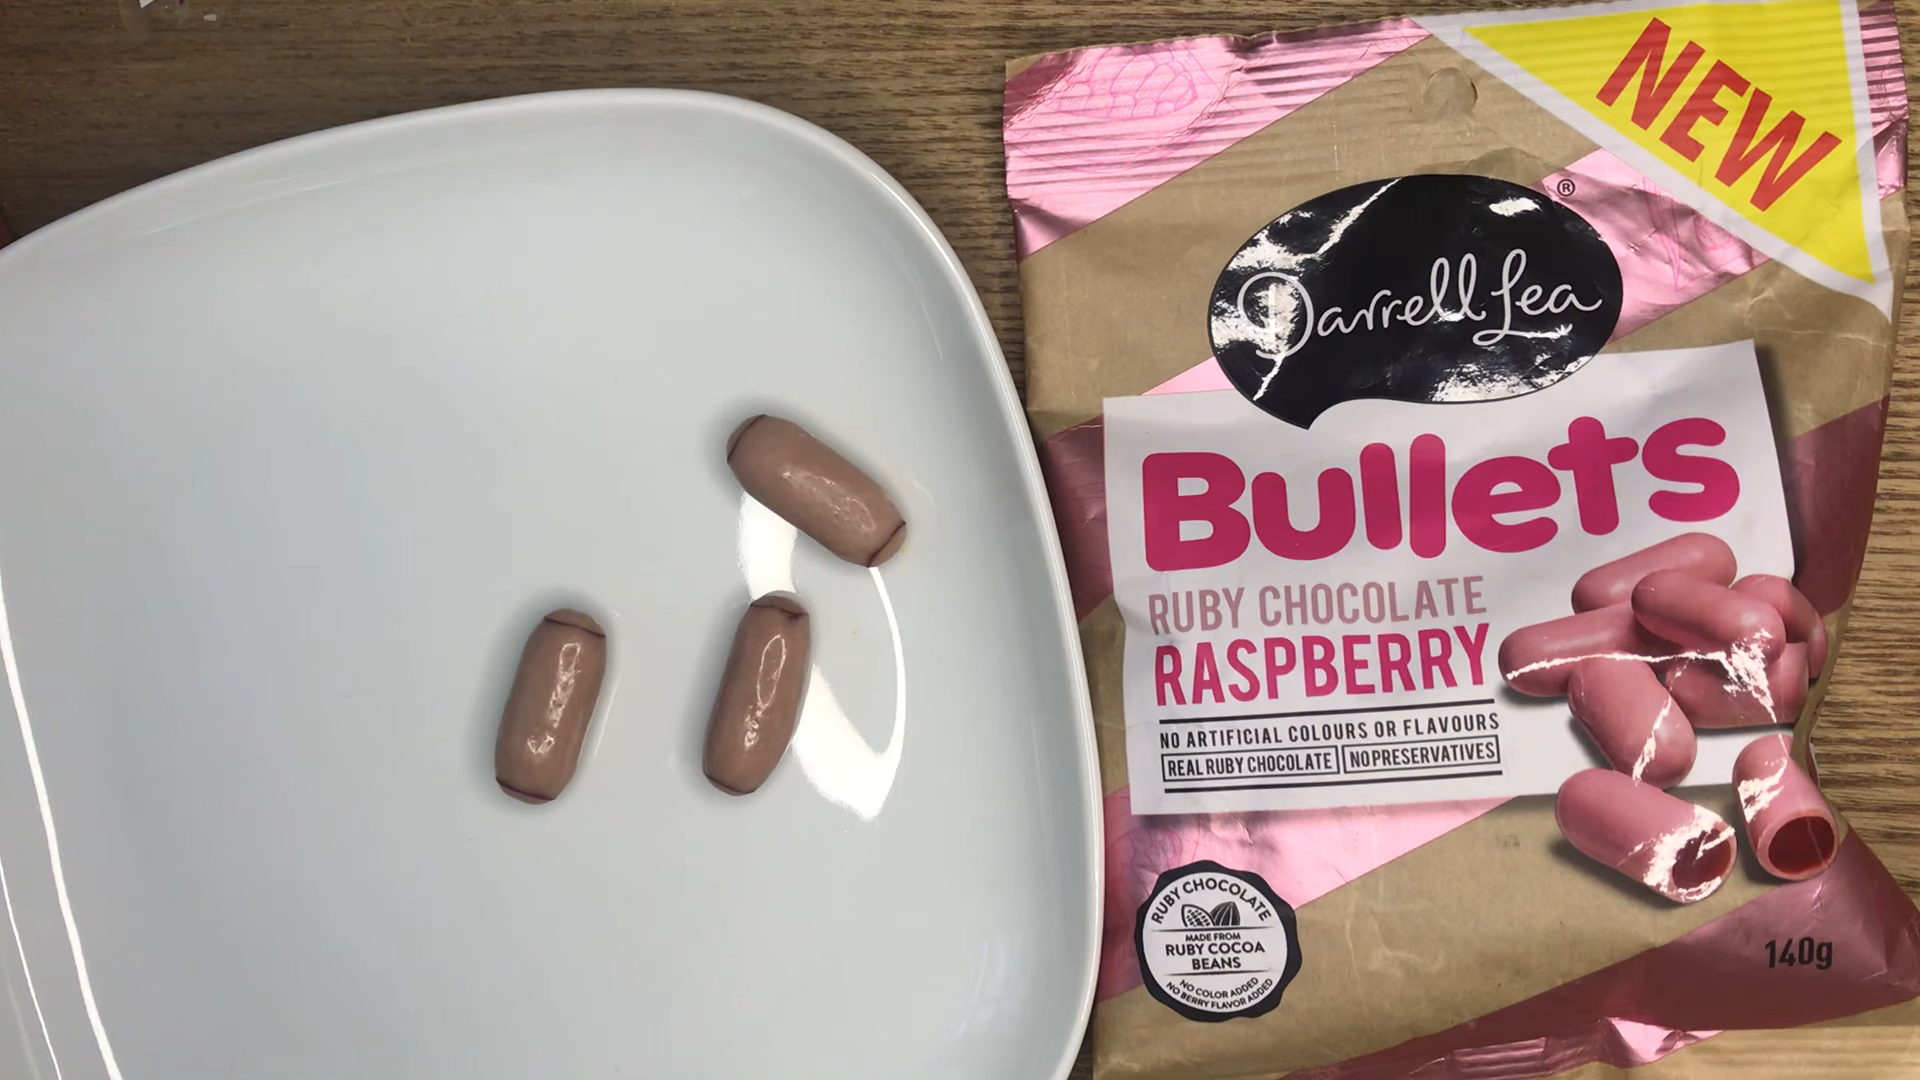 NEW
Darrell Lea®
Bullets
RUBY CHOCOLATE
RASPBERRY
NO ARTIFICIAL COLOURS OR FLAVOURS
REAL RUBY CHOCOLATE NO PRESERVATIVES
RUBY CHOCOLATE
MADE FROM
RUBY COCOA
BEANS
NO COLOR ADDED
NO BERRY FLAVOR ADDED
140g